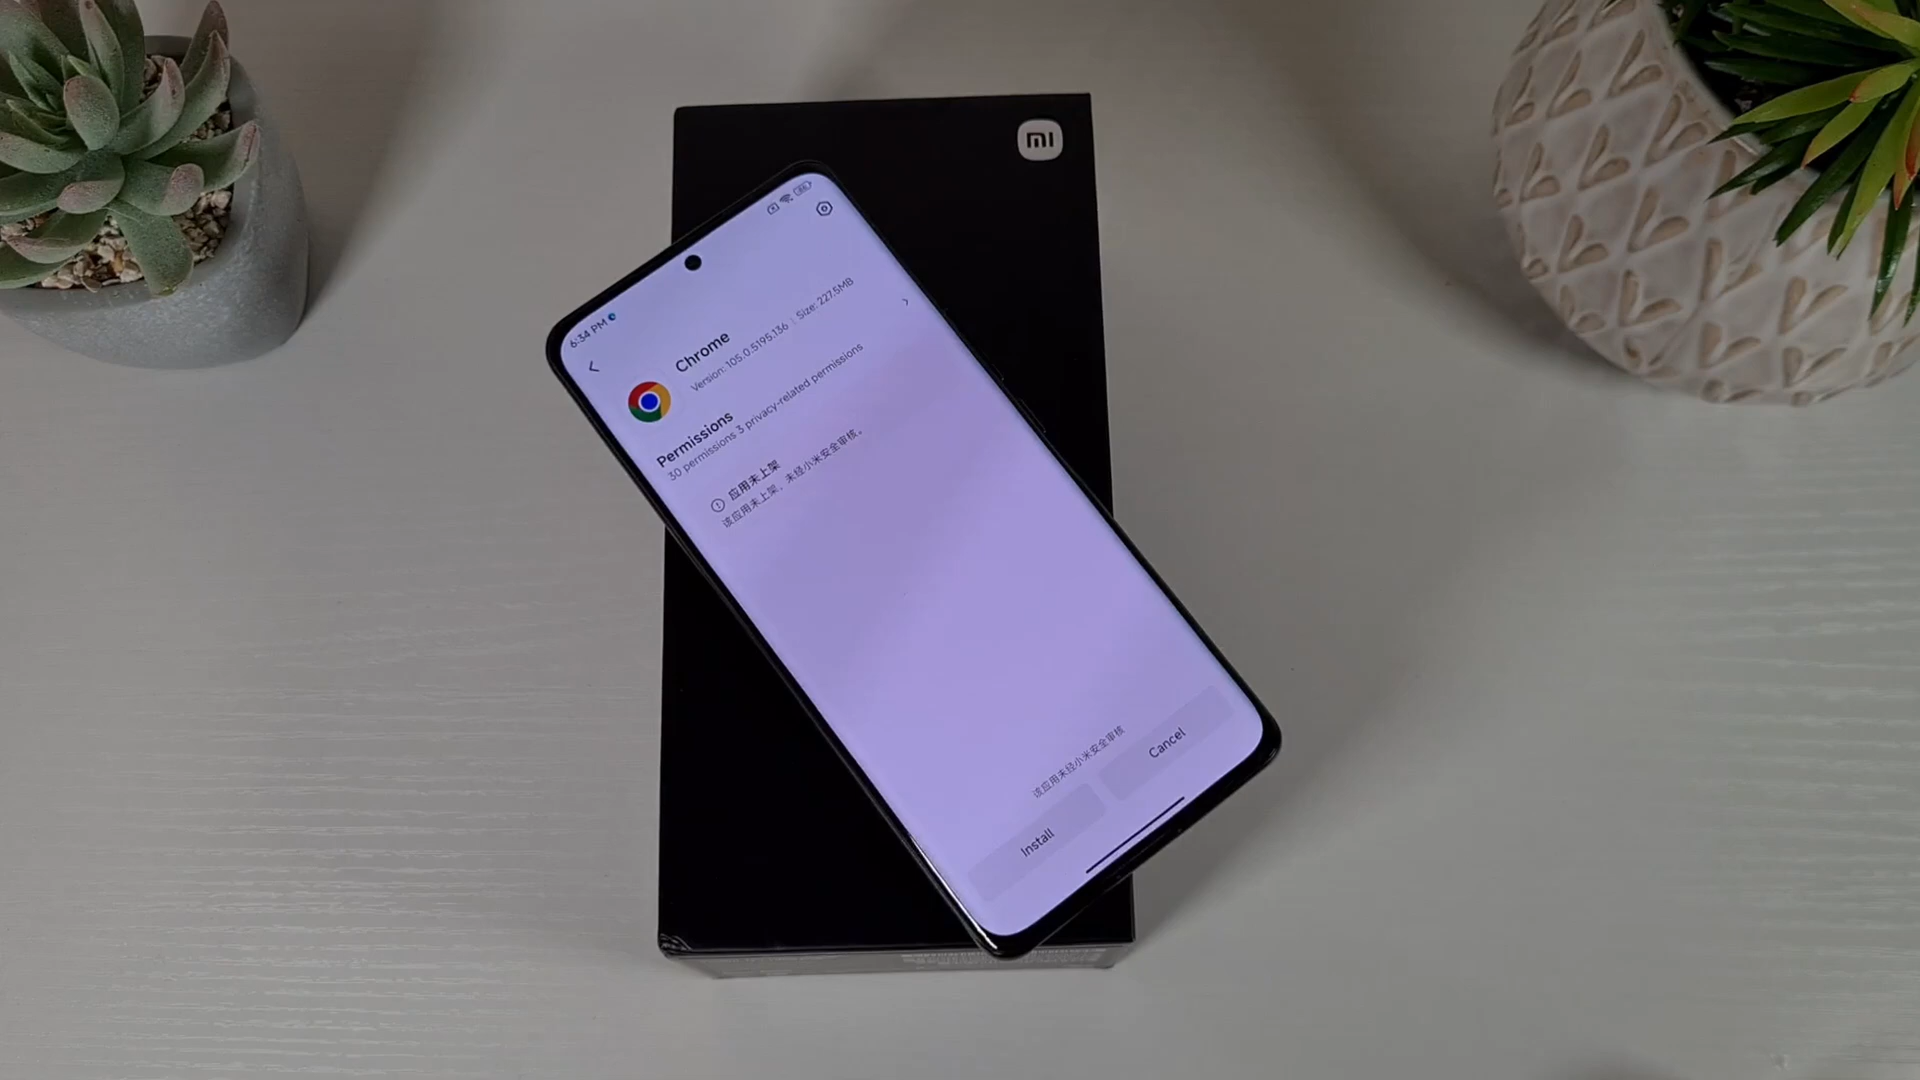 mi
6:34 PM
Chrome
Version: 105.0.5195.136 | Size: 227.5MB
Permissions
30 permissions 3 privacy-related permissions
应用未上架
该应用未上架，未经小米安全审核。
该应用未经小米安全审核
Install
Cancel